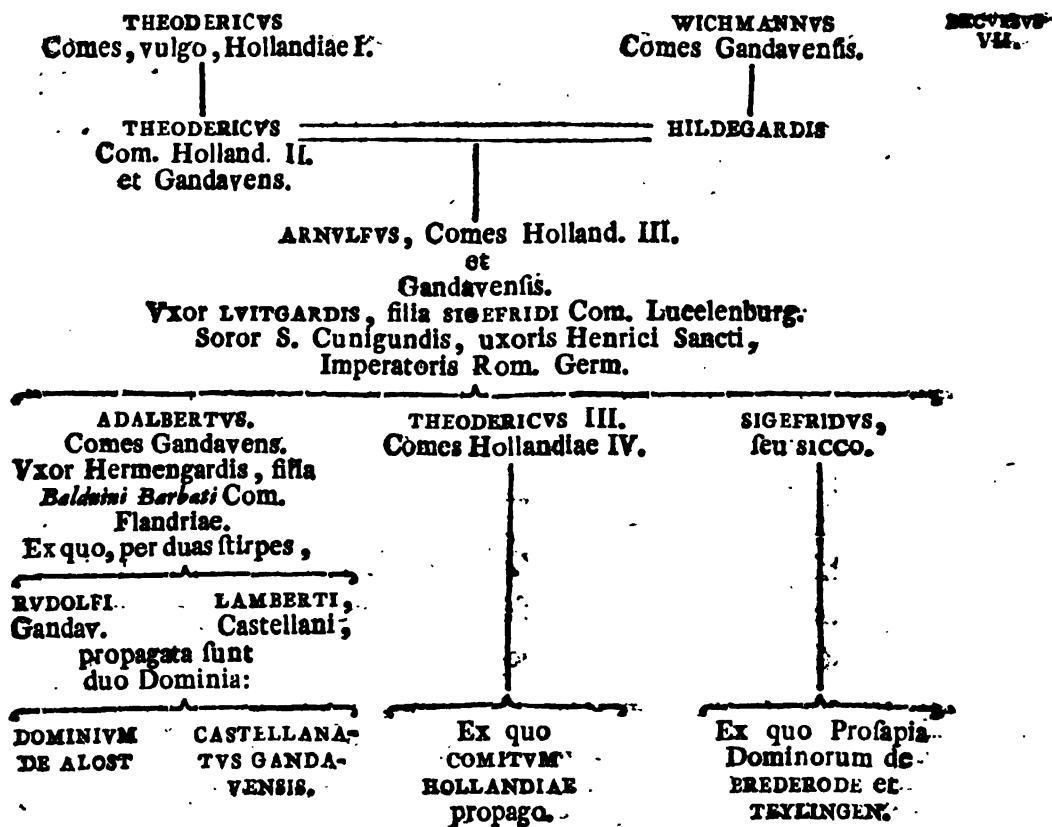 THEODERICVS
Comes, vulgo, Hollandiae I.
WICHMANNVS
Comes Gandavenſis.
VII.
THEODERICVS
Com. Holland. II.
et Gandavens.
HILDEGARDIS
ARNVLFVS, Comes Holland. III.
et
Gandavenſis.
Vxor LVITGARDIS, filia SIGEFRIDI Com. Lucelenburg.
Soror S. Cunigundis, uxoris Henrici Sancti,
Imperatoris Rom. Germ.
ADALBERTVS.
Comes Gandavens.
Vxor Hermengardis, filia
Balduini Barbati Com.
Flandriae.
Ex quo, per duas ſtirpes,
RVDOLFI
Gandav.
LAMBERTI,
Castellani,
propagata ſunt
duo Dominia:
DOMINIVM
DE ALOST
CASTELLANA-
TVS GANDA-
VENSIS.
THEODERICVS III.
Comes Hollandiae IV.
Ex quo
COMITVM
HOLLANDIAE
propago.
SIGEFRIDVS,
ſeu SICCO.
Ex quo Proſapia
Dominorum de
BREDERODE et
TEYLINGEN.